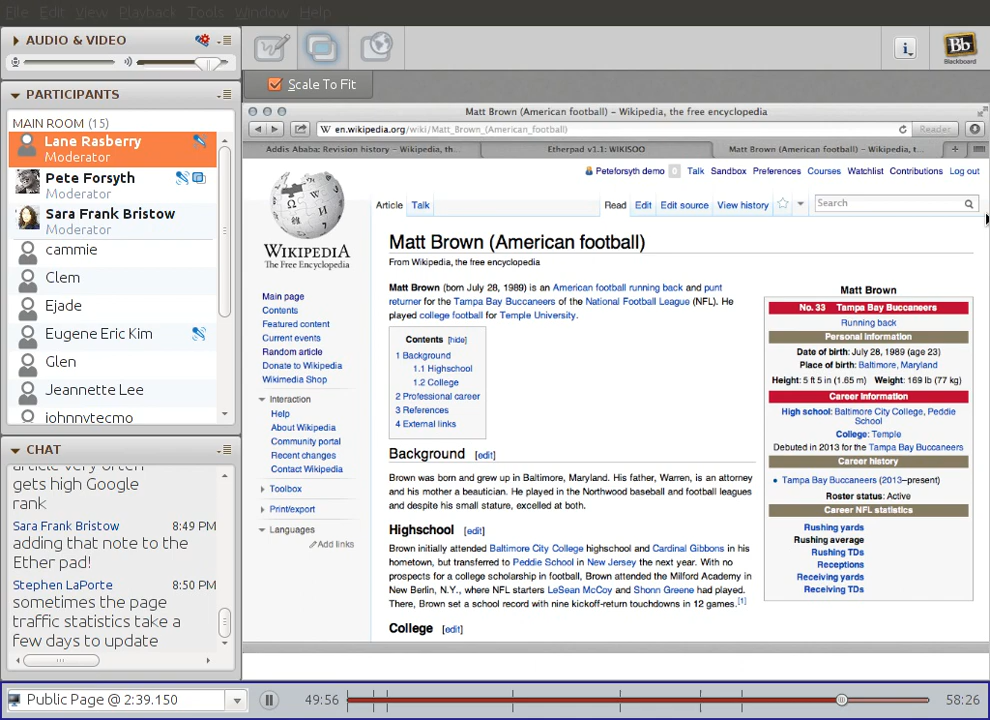 File Edit View Playback Tools Window Help
AUDIO & VIDEO
PARTICIPANTS
MAIN ROOM (15)
Lane Rasberry
Moderator
Pete Forsyth
Moderator
Sara Frank Bristow
Moderator
cammie
Clem
Ejade
Eugene Eric Kim
Glen
Jeannette Lee
johnnytecmo
CHAT
article very often
gets high Google
rank
Sara Frank Bristow 8:49 PM
adding that note to the
Ether pad!
Stephen LaPorte 8:50 PM
sometimes the page
traffic statistics take a
few days to update
Scale To Fit
i
Bb
Blackboard
Matt Brown (American football) – Wikipedia, the free encyclopedia
W en.wikipedia.org/wiki/Matt_Brown_(American_football)
Reader
Addis Ababa: Revision history – Wikipedia, th...
Etherpad v1.1: WIKISOO
Matt Brown (American football) – Wikipedia, t...
Peteforsyth demo 0 Talk Sandbox Preferences Courses Watchlist Contributions Log out
Article Talk Read Edit Edit source View history Search
WIKIPEDIA
The Free Encyclopedia
Main page
Contents
Featured content
Current events
Random article
Donate to Wikipedia
Wikimedia Shop
Interaction
Help
About Wikipedia
Community portal
Recent changes
Contact Wikipedia
Toolbox
Print/export
Languages
Add links
Matt Brown (American football)
From Wikipedia, the free encyclopedia
Matt Brown (born July 28, 1989) is an American football running back and punt
returner for the Tampa Bay Buccaneers of the National Football League (NFL). He
played college football for Temple University.
Contents [hide]
1 Background
1.1 Highschool
1.2 College
2 Professional career
3 References
4 External links
Background [edit]
Brown was born and grew up in Baltimore, Maryland. His father, Warren, is an attorney
and his mother a beautician. He played in the Northwood baseball and football leagues
and despite his small stature, excelled at both.
Highschool [edit]
Brown initially attended Baltimore City College highschool and Cardinal Gibbons in his
hometown, but transferred to Peddie School in New Jersey the next year. With no
prospects for a college scholarship in football, Brown attended the Milford Academy in
New Berlin, N.Y., where NFL starters LeSean McCoy and Shonn Greene had played.
There, Brown set a school record with nine kickoff-return touchdowns in 12 games.[1]
College [edit]
Matt Brown
No. 33 Tampa Bay Buccaneers
Running back
Personal information
Date of birth: July 28, 1989 (age 23)
Place of birth: Baltimore, Maryland
Height: 5 ft 5 in (1.65 m) Weight: 169 lb (77 kg)
Career information
High school: Baltimore City College, Peddie
School
College: Temple
Debuted in 2013 for the Tampa Bay Buccaneers
Career history
Tampa Bay Buccaneers (2013–present)
Roster status: Active
Career NFL statistics
Rushing yards
Rushing average
Rushing TDs
Receptions
Receiving yards
Receiving TDs
Public Page @ 2:39.150
49:56
58:26